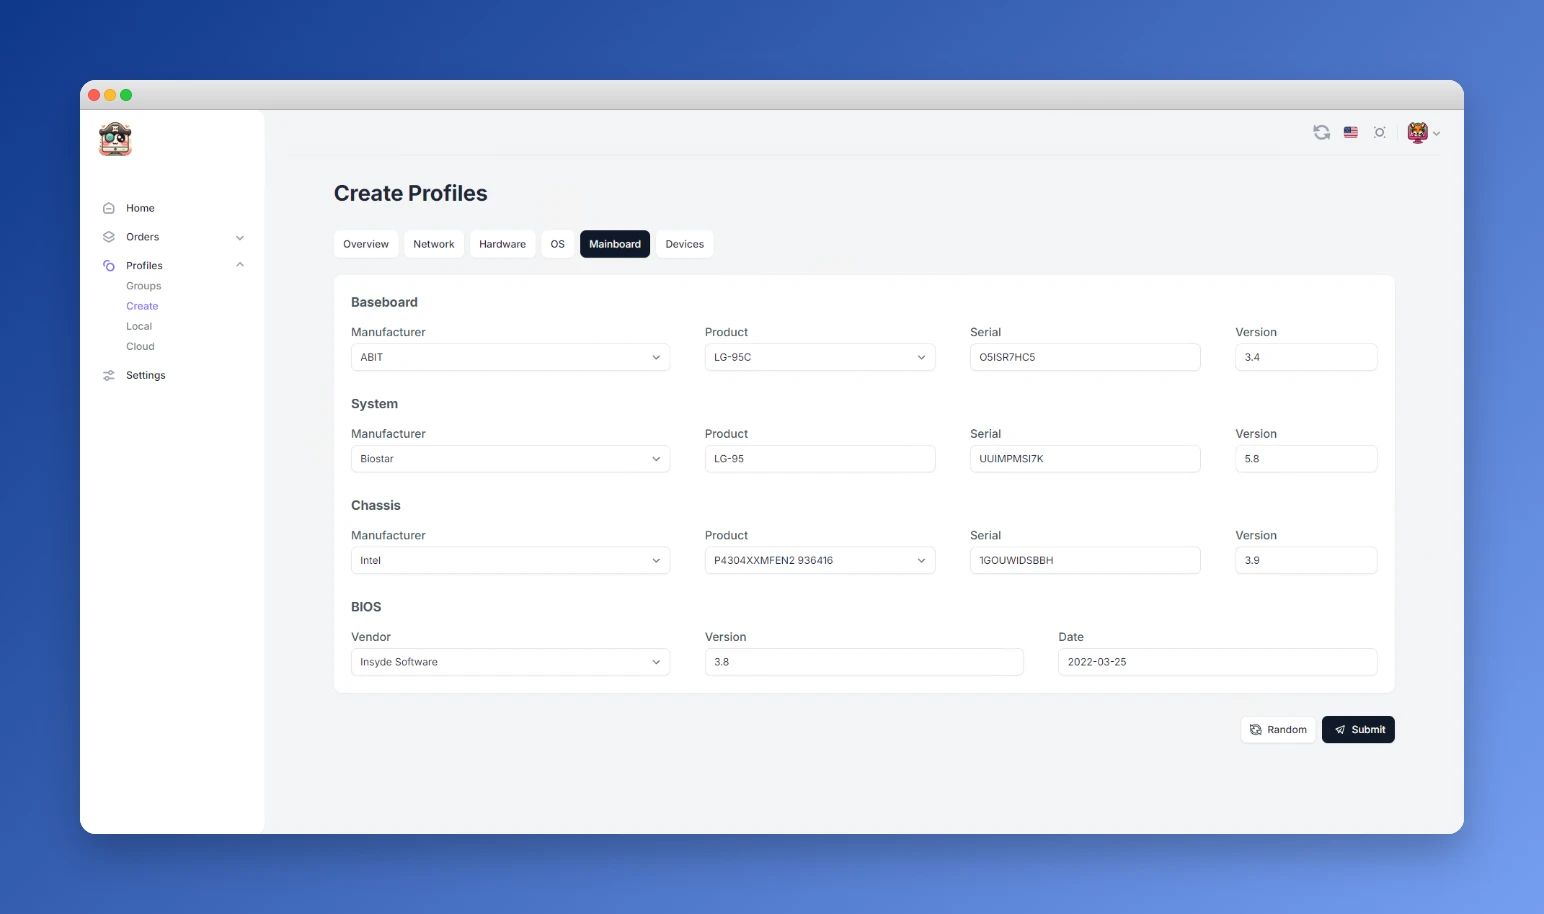 Home
Orders
Profiles
Groups
Create
Local
Cloud
Settings
Create Profiles
Overview Network Hardware OS Mainboard Devices
Baseboard
Manufacturer Product Serial Version
ABIT LG-95C O5ISR7HC5 3.4
System
Manufacturer Product Serial Version
Biostar LG-95 UUIMPMSI7K 5.8
Chassis
Manufacturer Product Serial Version
Intel P4304XXMFEN2 936416 1GOUWIDSBBH 3.9
BIOS
Vendor Version Date
Insyde Software 3.8 2022-03-25
Random Submit